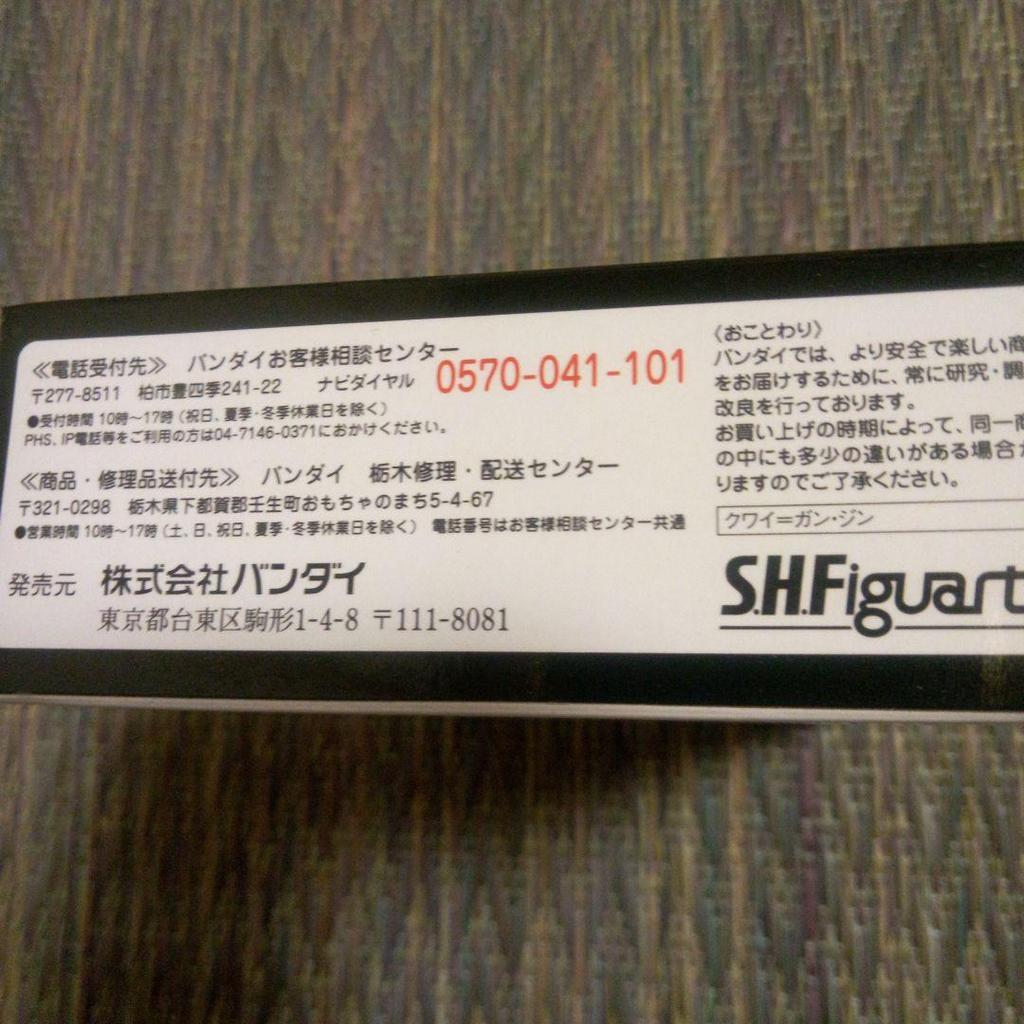 ≪電話受付先≫ バンダイお客様相談センター
〒277-8511 柏市豊四季241-22 ナビダイヤル 0570-041-101
●受付時間 10時～17時 (祝日、夏季・冬季休業日を除く)
PHS、IP電話等をご利用の方は04-7146-0371におかけください。
≪商品・修理品送付先≫ バンダイ 栃木修理・配送センター
〒321-0298 栃木県下都賀郡壬生町おもちゃのまち5-4-67
●営業時間 10時～17時 (土、日、祝日、夏季・冬季休業日を除く) 電話番号はお客様相談センター共通
発売元 株式会社バンダイ
東京都台東区駒形1-4-8 〒111-8081
〈おことわり〉
バンダイでは、より安全で楽しい商
をお届けするために、常に研究・調
改良を行っております。
お買い上げの時期によって、同一商
の中にも多少の違いがある場合が
りますのでご了承ください。
クワイ=ガン・ジン
S.H.Figuart